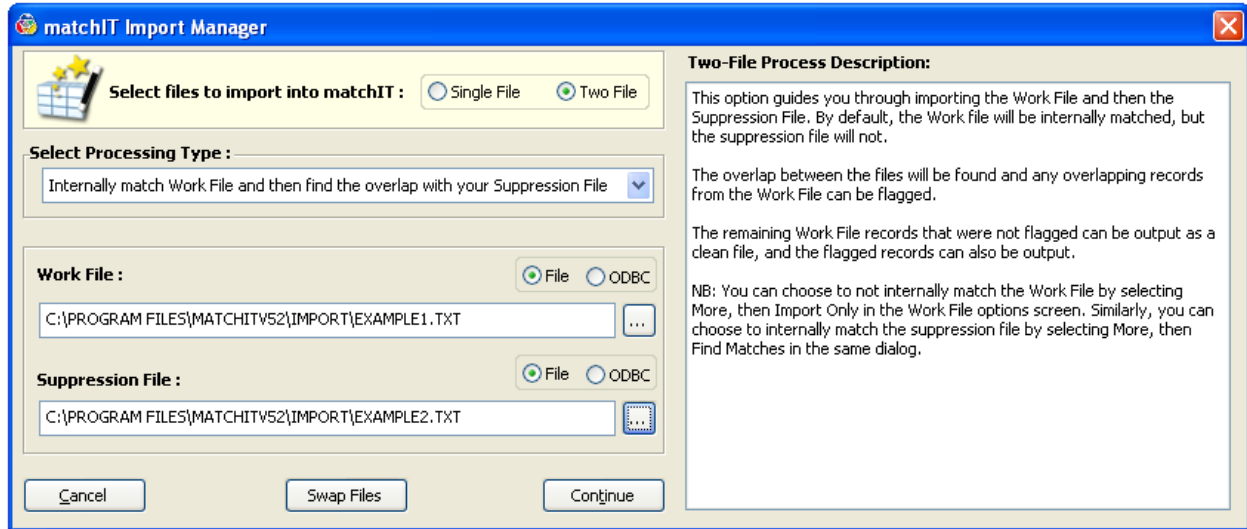 matchIT Import Manager
Select files to import into matchIT :
Single File
Two File
Select Processing Type :
Internally match Work File and then find the overlap with your Suppression File
Work File :
File
ODBC
C:\PROGRAM FILES\MATCHITV52\IMPORT\EXAMPLE1.TXT
...
Suppression File :
File
ODBC
C:\PROGRAM FILES\MATCHITV52\IMPORT\EXAMPLE2.TXT
...
Cancel
Swap Files
Continue
Two-File Process Description:
This option guides you through importing the Work File and then the
Suppression File. By default, the Work file will be internally matched, but
the suppression file will not.
The overlap between the files will be found and any overlapping records
from the Work File can be flagged.
The remaining Work File records that were not flagged can be output as a
clean file, and the flagged records can also be output.
NB: You can choose to not internally match the Work File by selecting
More, then Import Only in the Work File options screen. Similarly, you can
choose to internally match the suppression file by selecting More, then
Find Matches in the same dialog.